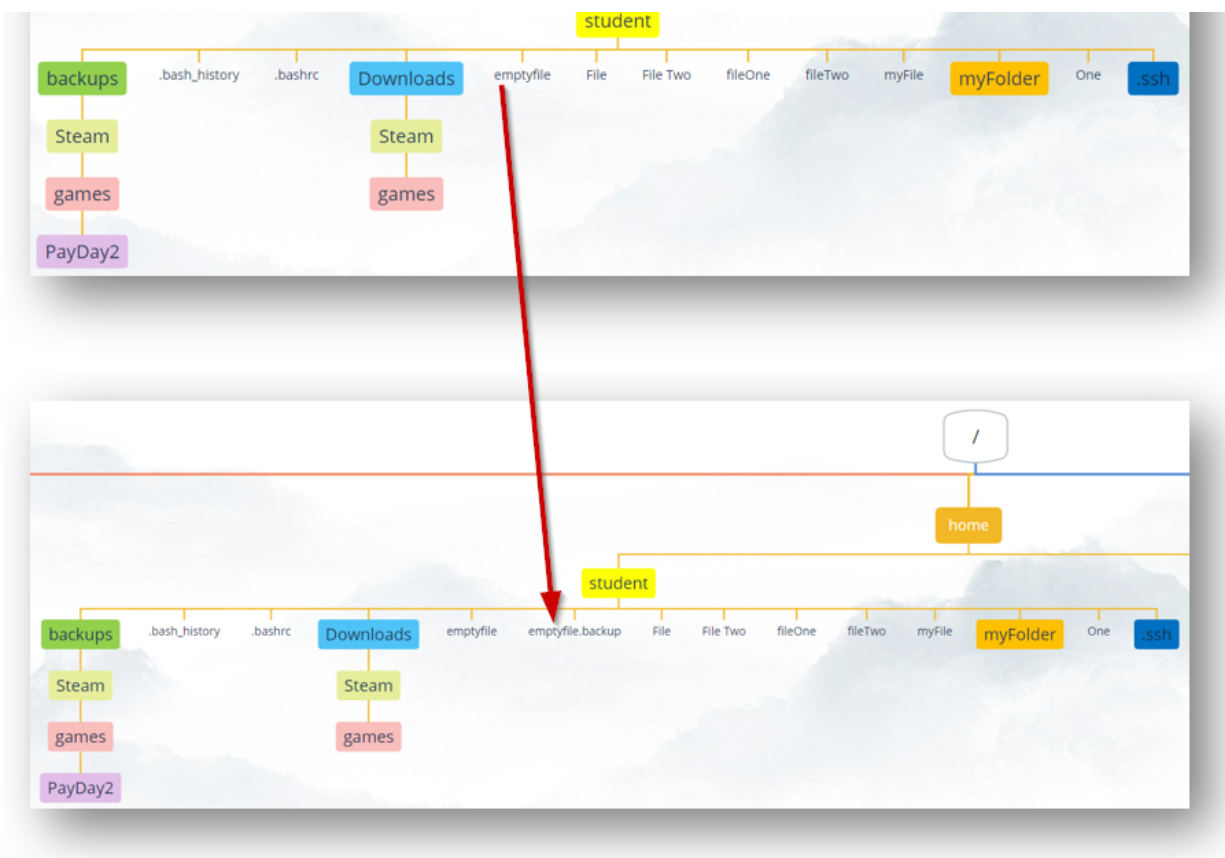 student
backups .bash_history .bashrc Downloads emptyfile File File Two fileOne fileTwo myFile myFolder One .ssh
Steam Steam
games games
PayDay2
/
home
student
backups .bash_history .bashrc Downloads emptyfile emptyfile.backup File File Two fileOne fileTwo myFile myFolder One .ssh
Steam Steam
games games
PayDay2